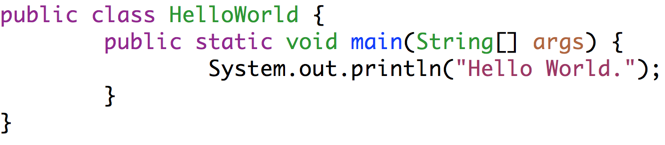 public class HelloWorld {
        public static void main(String[] args) {
                System.out.println("Hello World.");
        }
}